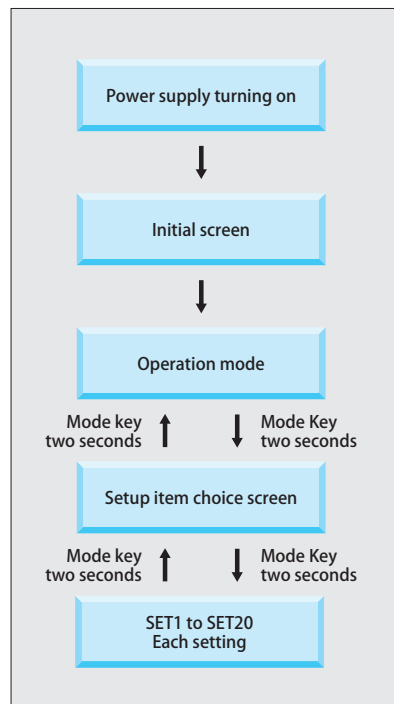 Power supply turning on
Initial screen
Operation mode
Mode key
two seconds
Mode Key
two seconds
Setup item choice screen
Mode key
two seconds
Mode Key
two seconds
SET1 to SET20
Each setting